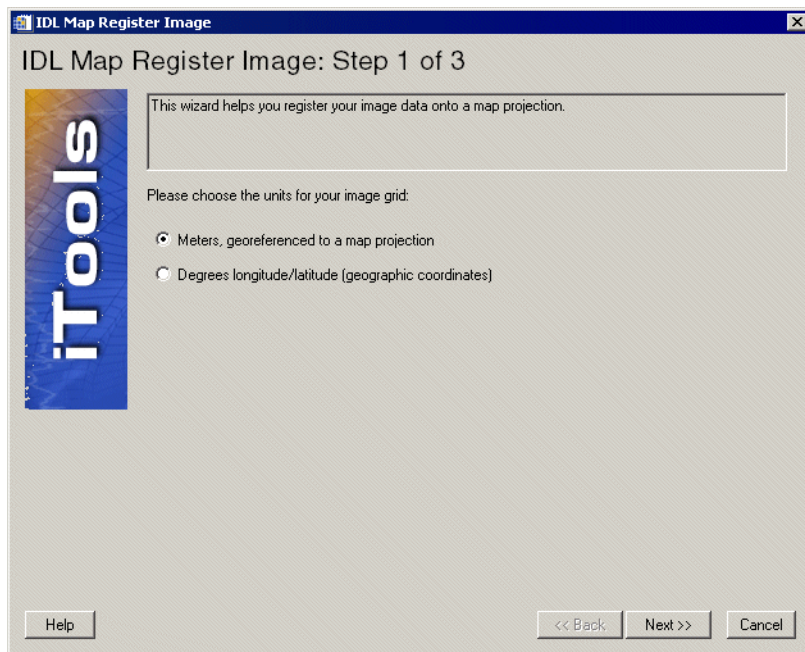 IDL Map Register Image
IDL Map Register Image: Step 1 of 3
iTools
This wizard helps you register your image data onto a map projection.
Please choose the units for your image grid:
Meters, georeferenced to a map projection
Degrees longitude/latitude (geographic coordinates)
Help
<< Back
Next >>
Cancel